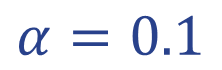 α = 0.1